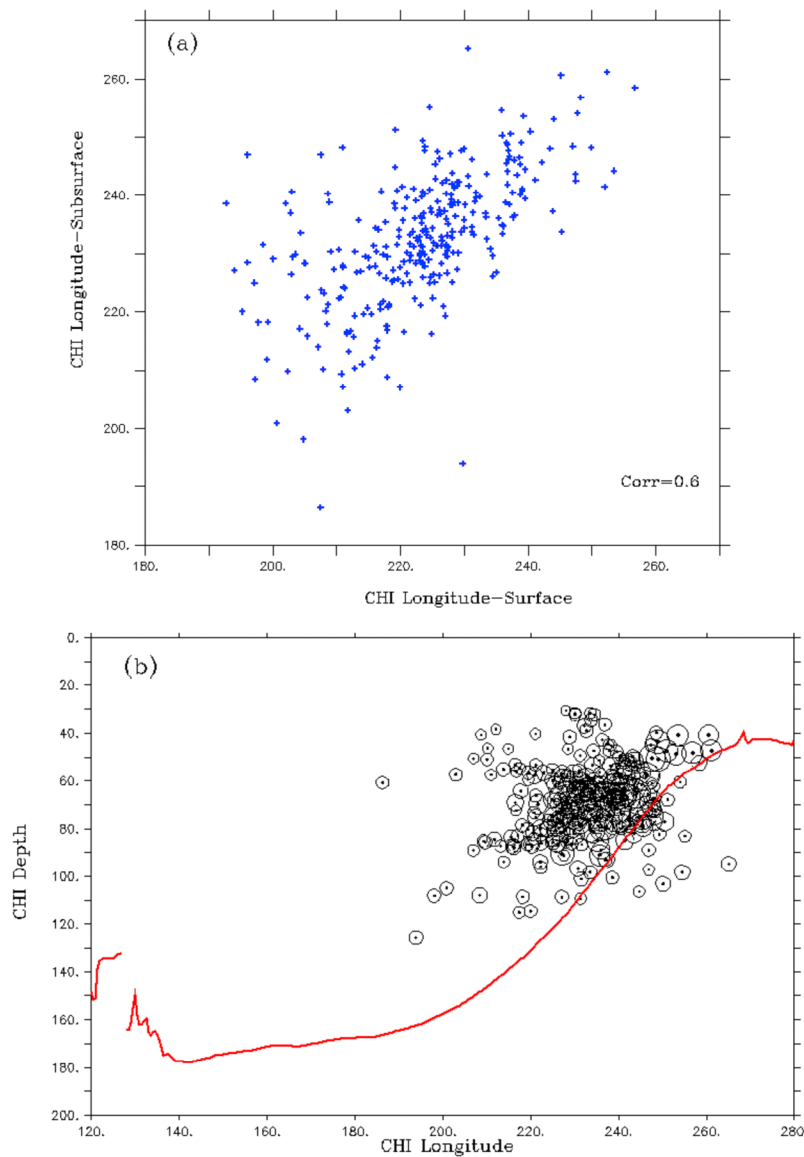 (a)
260.
240.
220.
200.
180.
CHI Longitude-Subsurface
Corr=0.6
180. 200. 220. 240. 260.
CHI Longitude-Surface
(b)
0.
20.
40.
60.
80.
100.
120.
140.
160.
180.
200.
CHI Depth
120. 140. 160. 180. 200. 220. 240. 260. 280.
CHI Longitude